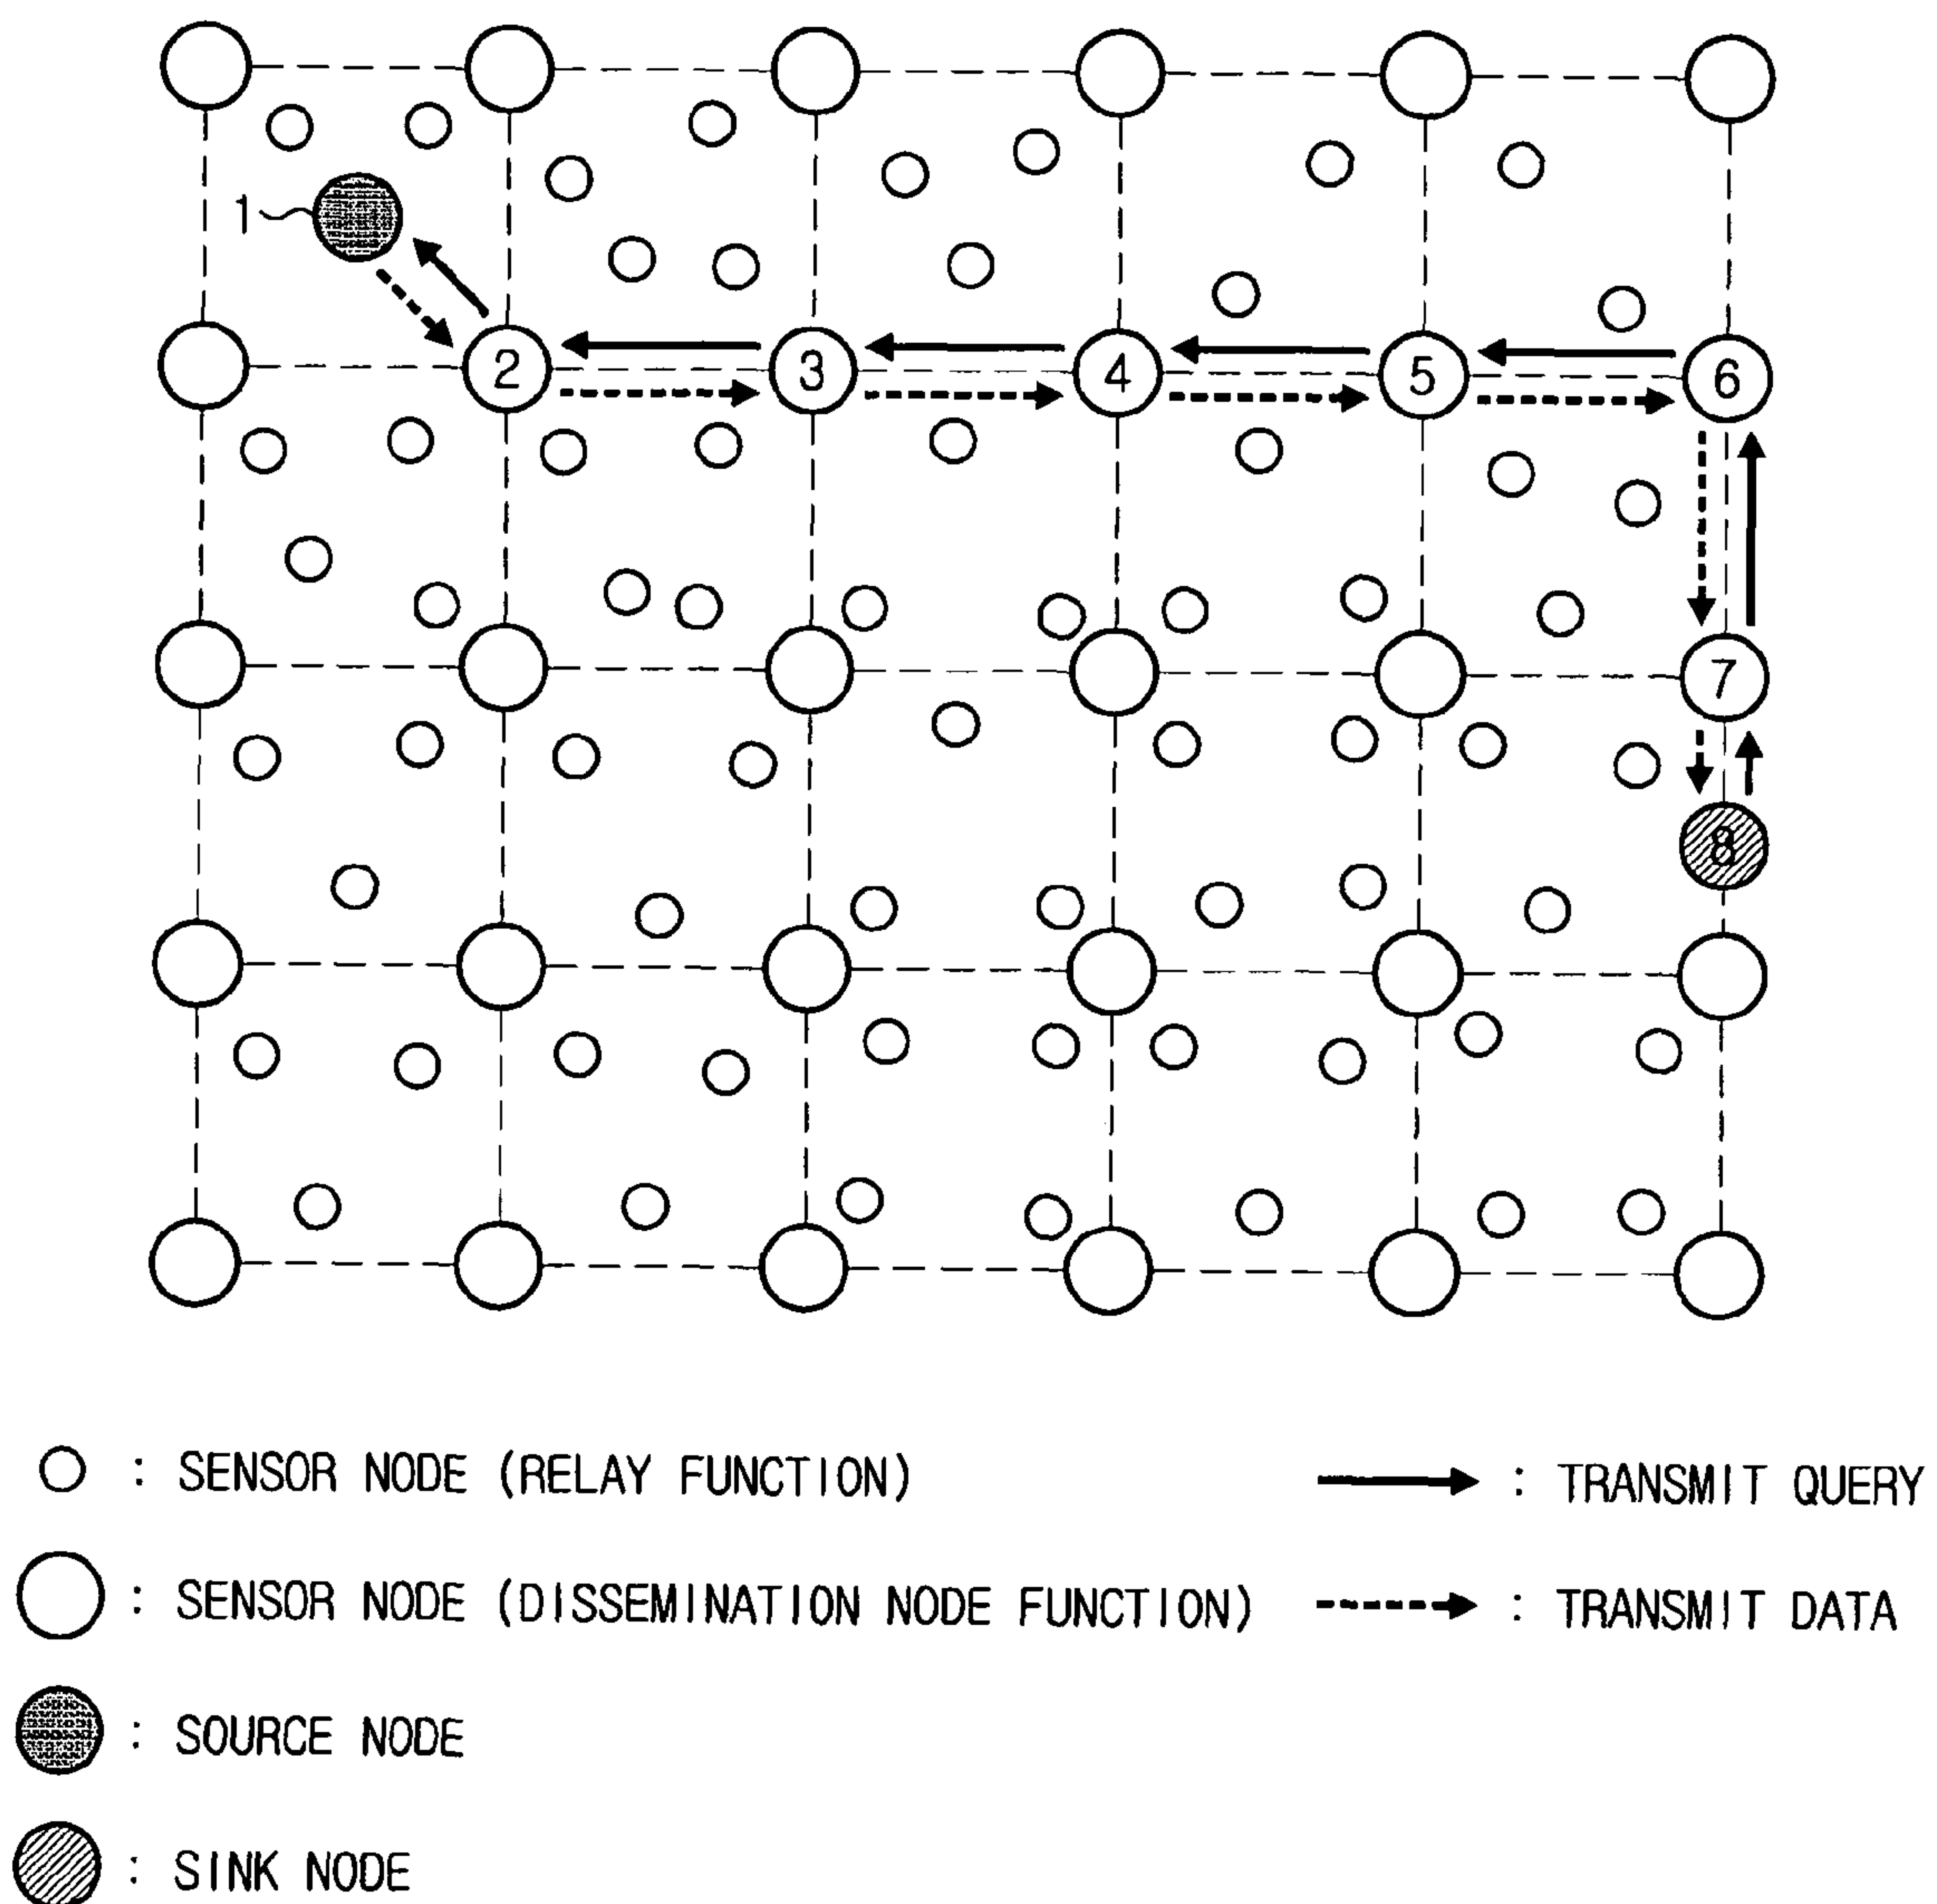 1
2
3
4
5
6
7
8
: SENSOR NODE (RELAY FUNCTION)
: TRANSMIT QUERY
: SENSOR NODE (DISSEMINATION NODE FUNCTION)
: TRANSMIT DATA
: SOURCE NODE
: SINK NODE